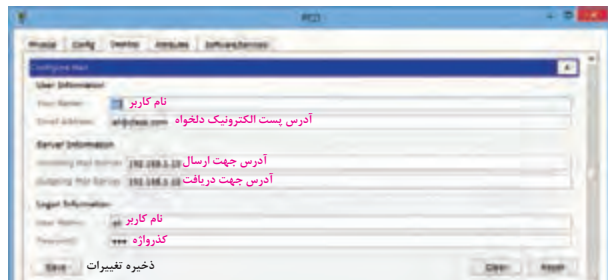 PC0
Physical Config Desktop Attributes Software/Services
Configure Mail
User Information
Your Name: نام کاربر
Email Address: آدرس پست الکترونیک دلخواه
Server Information
Incoming Mail Server 192.168.1.10 آدرس جهت ارسال
Outgoing Mail Server 192.168.1.10 آدرس جهت دریافت
Logon Information
User Name: نام کاربر
Password: ••• کذرواژه
Save ذخیره تغییرات Clear Reset